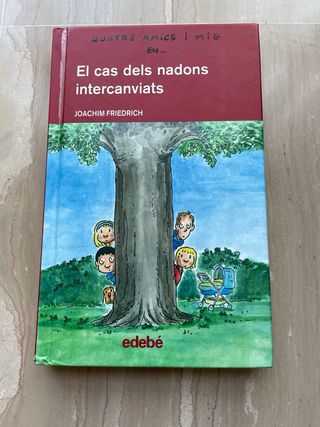 QUATRE AMICS i MIG
EN...
El cas dels nadons
intercanviats
JOACHIM FRIEDRICH
edebé